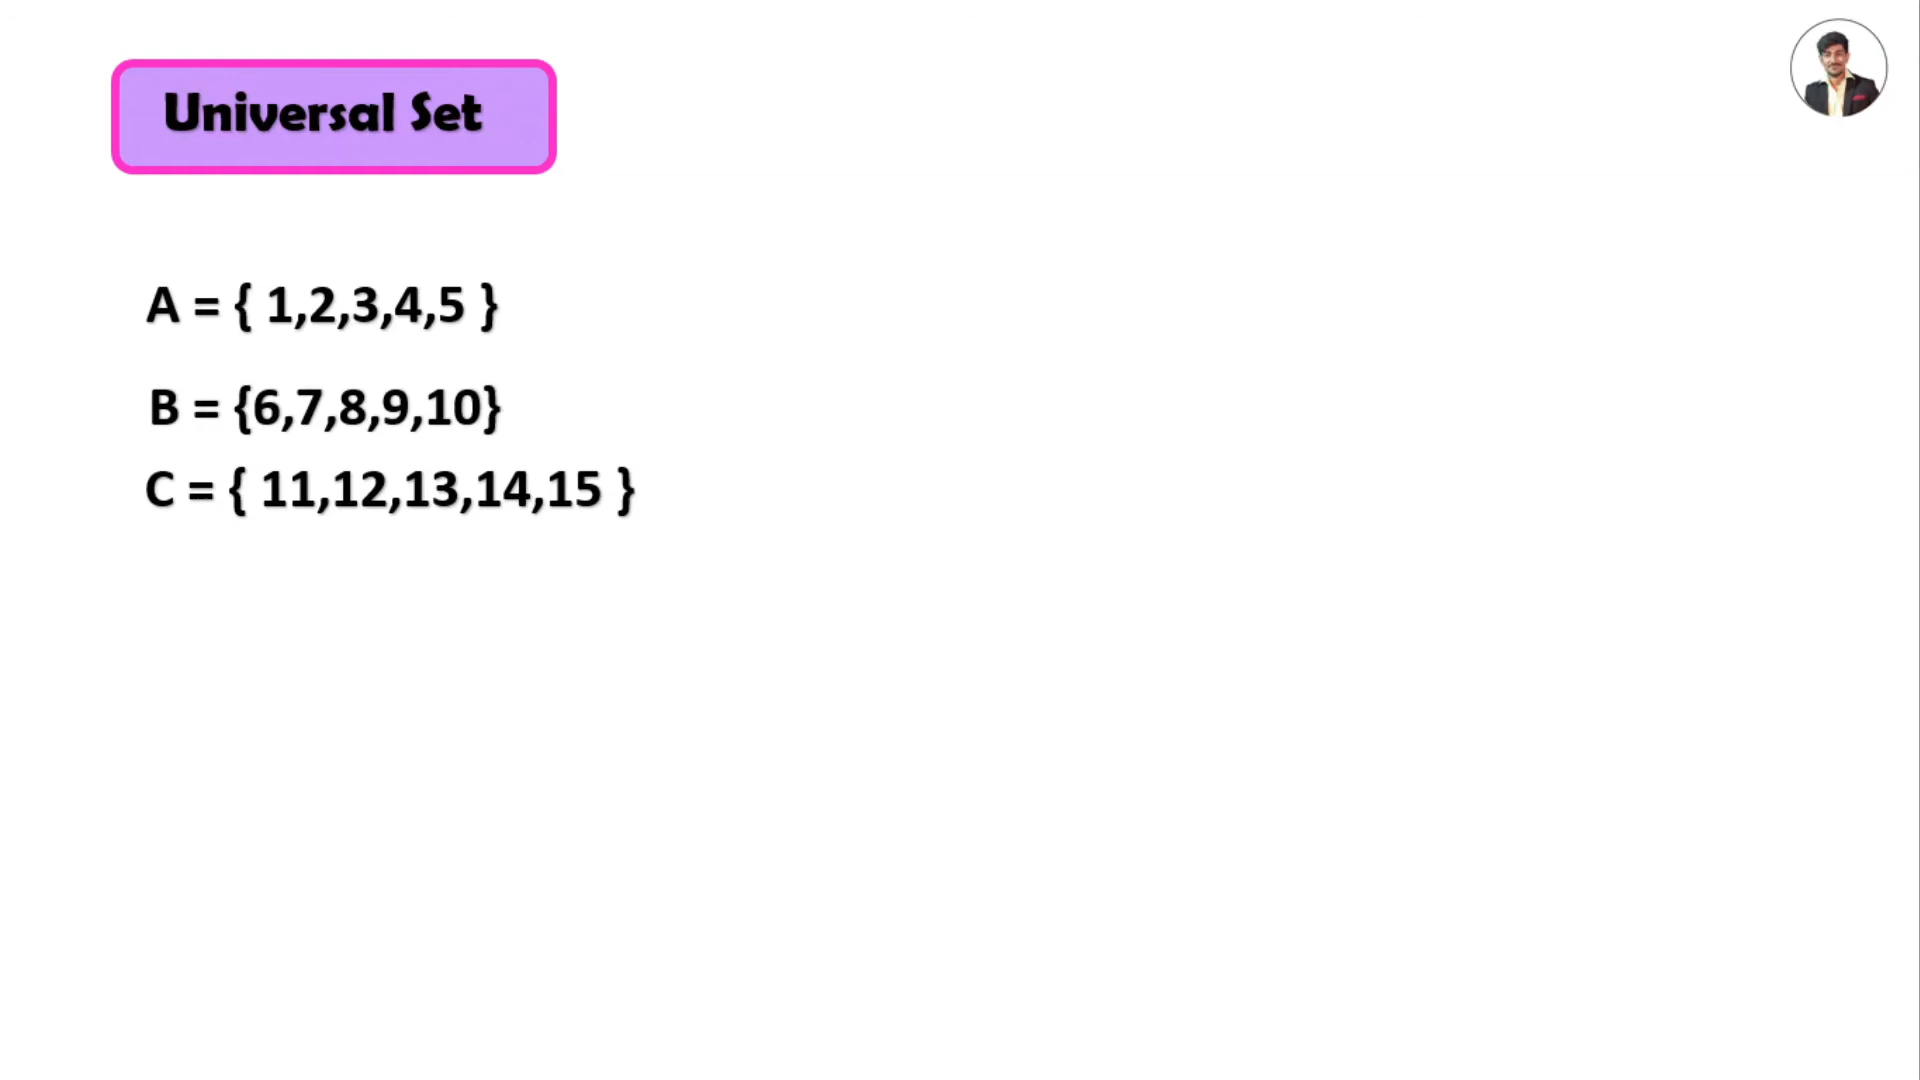 Universal Set
A = { 1,2,3,4,5 }
B = {6,7,8,9,10}
C = { 11,12,13,14,15 }